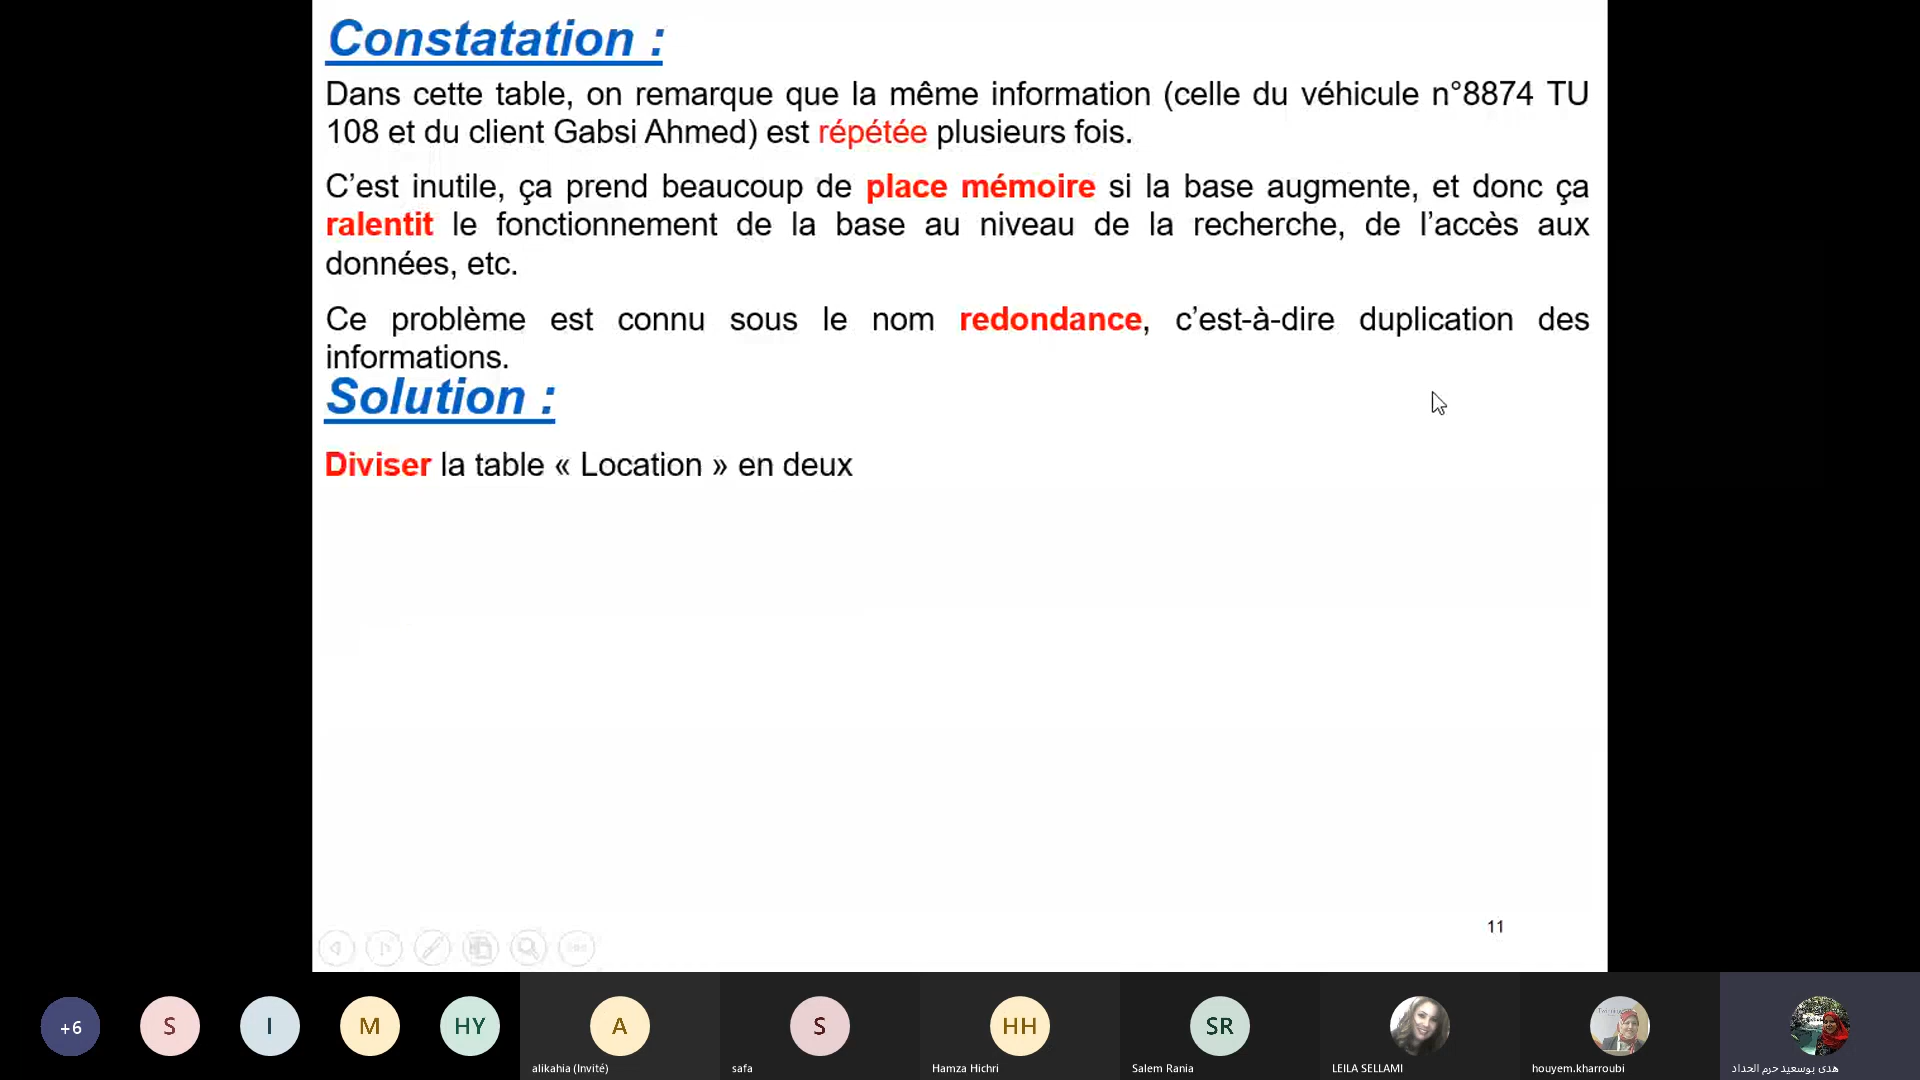 Constatation :
Dans cette table, on remarque que la même information (celle du véhicule n°8874 TU
108 et du client Gabsi Ahmed) est répétée plusieurs fois.
C’est inutile, ça prend beaucoup de place mémoire si la base augmente, et donc ça
ralentit le fonctionnement de la base au niveau de la recherche, de l’accès aux
données, etc.
Ce problème est connu sous le nom redondance, c’est-à-dire duplication des
informations.
Solution :
Diviser la table « Location » en deux
11
+6
S
I
M
HY
A
S
HH
SR
alikahia (Invité)
safa
Hamza Hichri
Salem Rania
LEILA SELLAMI
houyem.kharroubi
هدى بوسعيد حرم الحداد